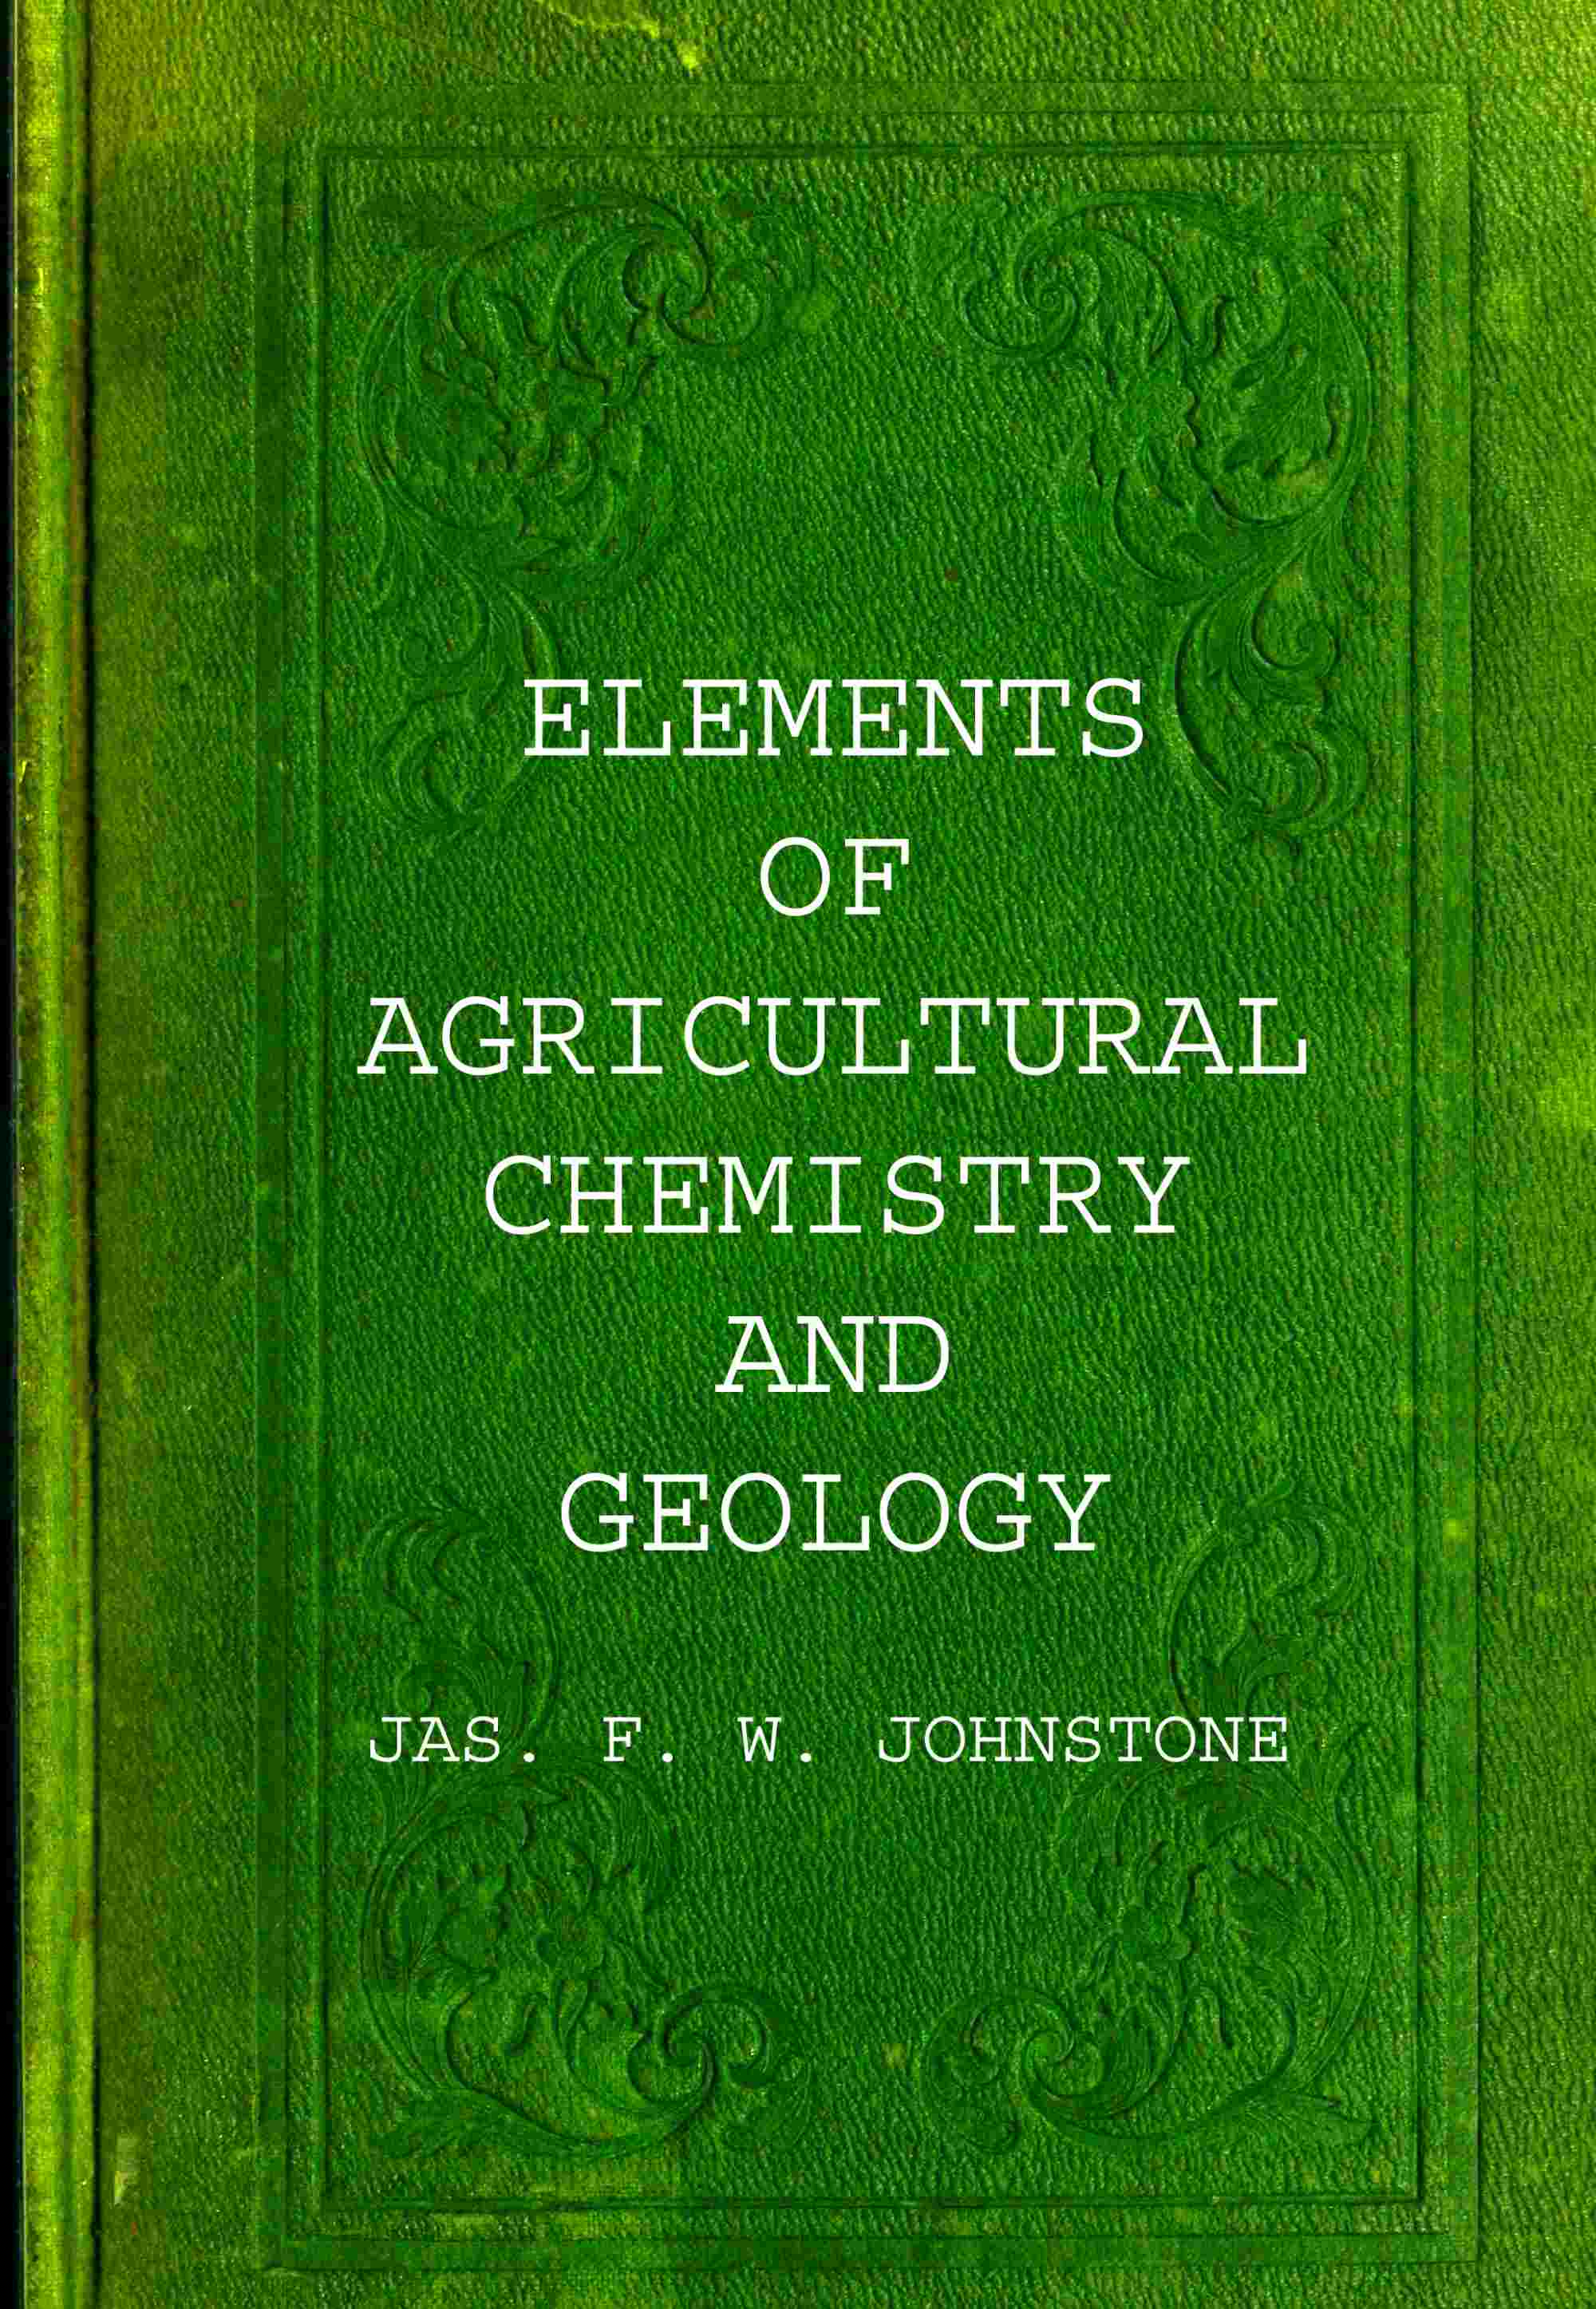 ELEMENTS
OF
AGRICULTURAL
CHEMISTRY
AND
GEOLOGY
JAS. F. W. JOHNSTONE